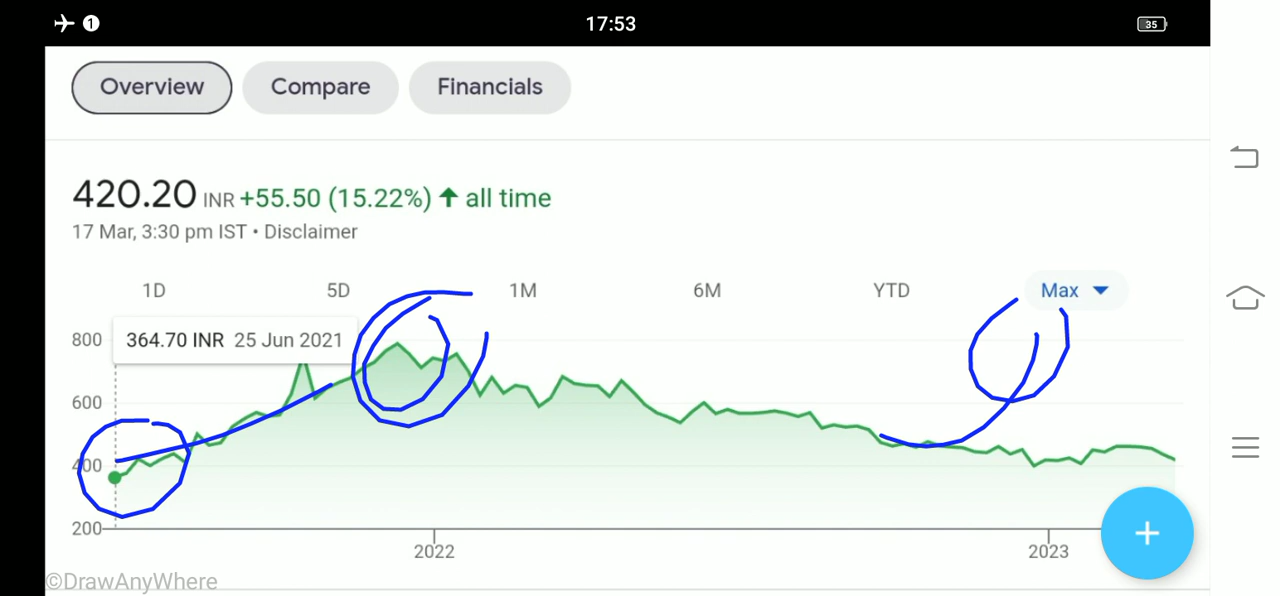 1 17:53 35
Overview Compare Financials
420.20 INR +55.50 (15.22%) ↑ all time
17 Mar, 3:30 pm IST • Disclaimer
1D 5D 1M 6M YTD Max
364.70 INR 25 Jun 2021
800
600
400
200
2022 2023
©DrawAnyWhere